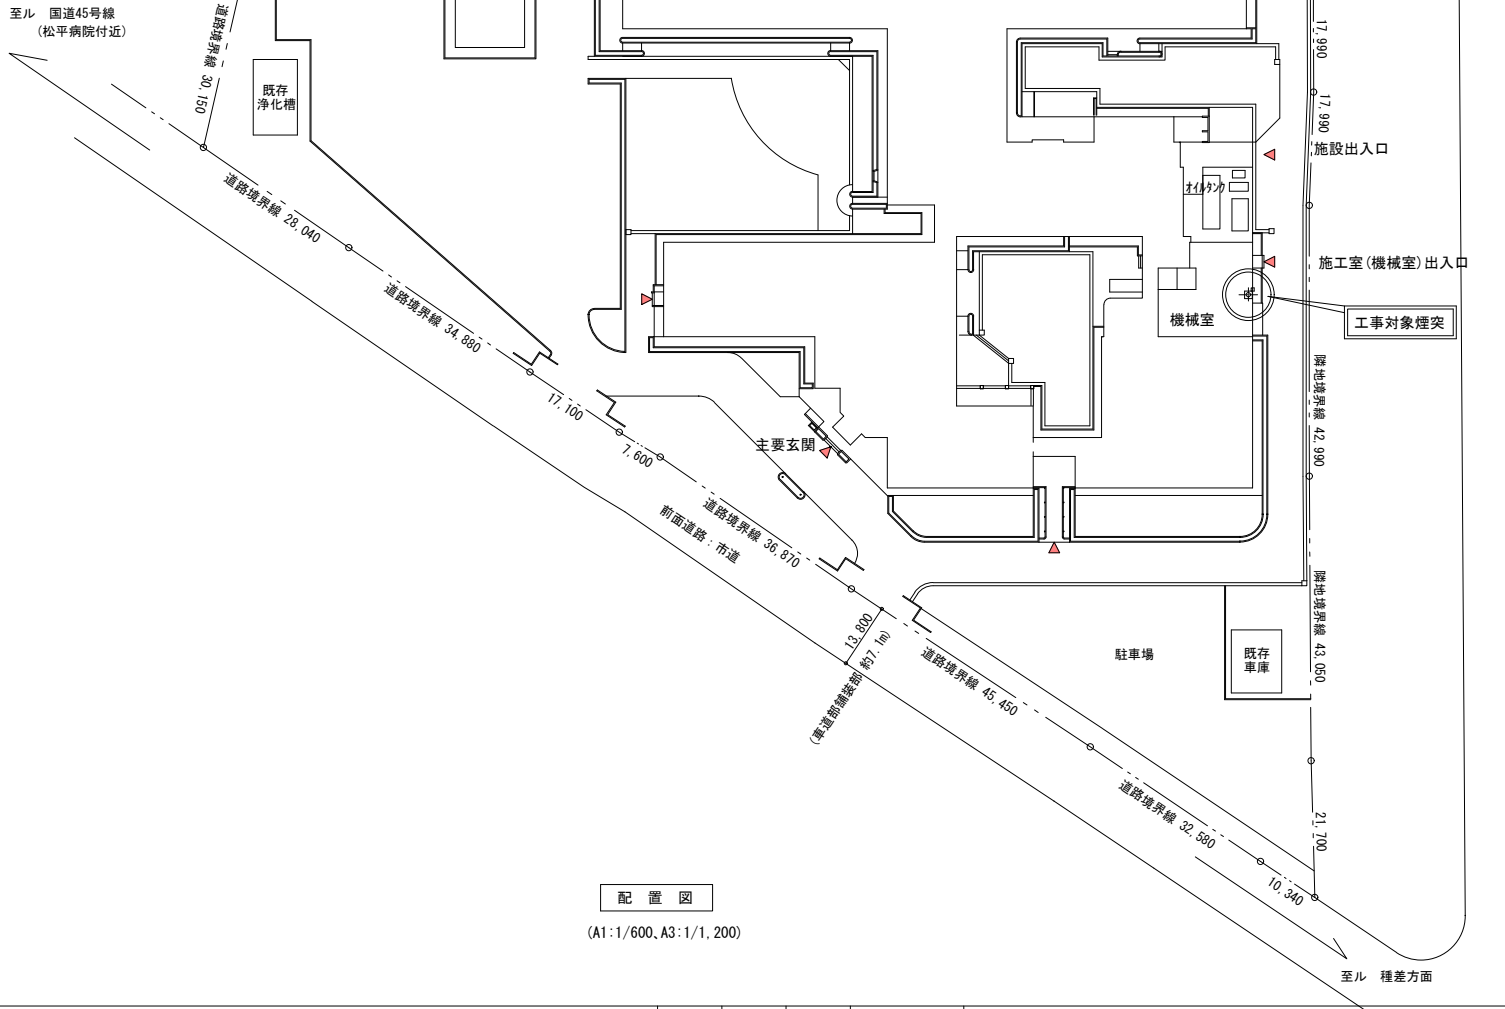 至ル　国道45号線
(松平病院付近)
道路境界線 30,150
既存
浄化槽
17,990
17,990
施設出入口
オイルタンク
施工室(機械室)出入口
機械室
工事対象煙突
道路境界線 28,040
道路境界線 34,880
17,100
7,600
主要玄関
道路境界線 36,870
前面道路：市道
隣地境界線 42,990
13,800
(車道部舗装部 約7.1m)
道路境界線 45,450
駐車場
既存
車庫
隣地境界線 43,050
道路境界線 32,580
21,700
10,340
配　置　図
(A1:1/600、A3:1/1,200)
至ル　種差方面